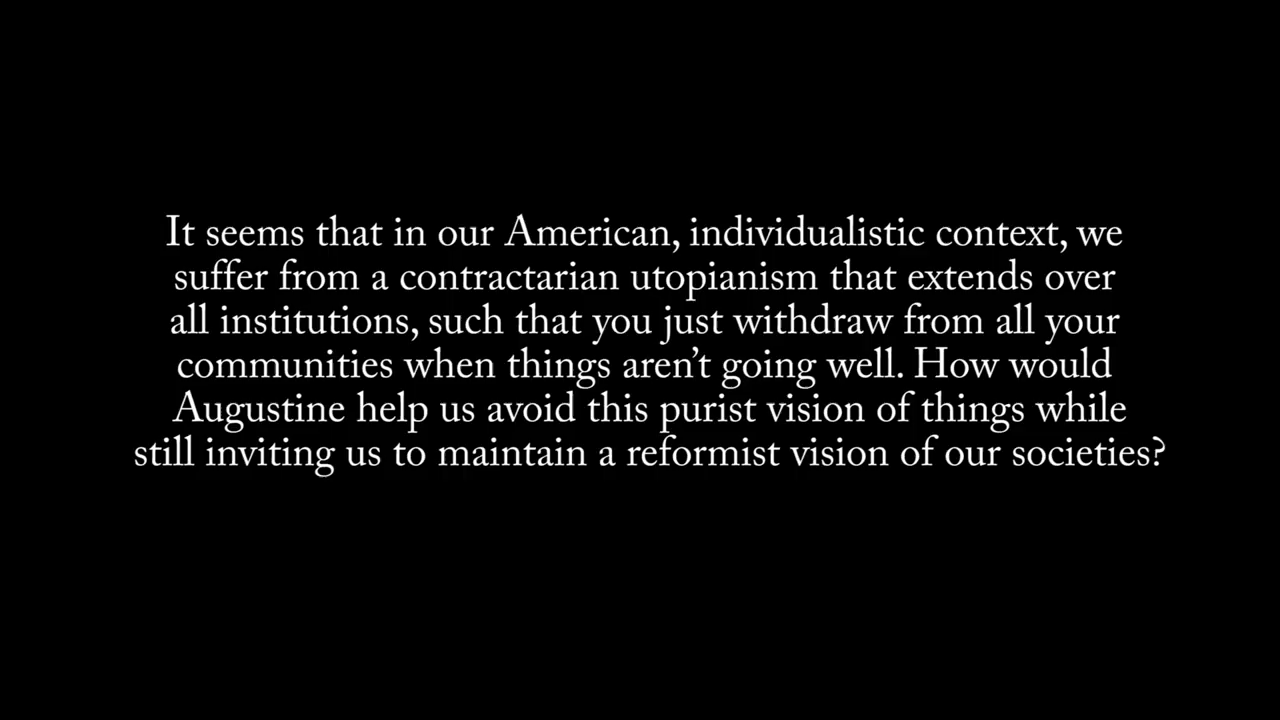 It seems that in our American, individualistic context, we
suffer from a contractarian utopianism that extends over
all institutions, such that you just withdraw from all your
communities when things aren’t going well. How would
Augustine help us avoid this purist vision of things while
still inviting us to maintain a reformist vision of our societies?